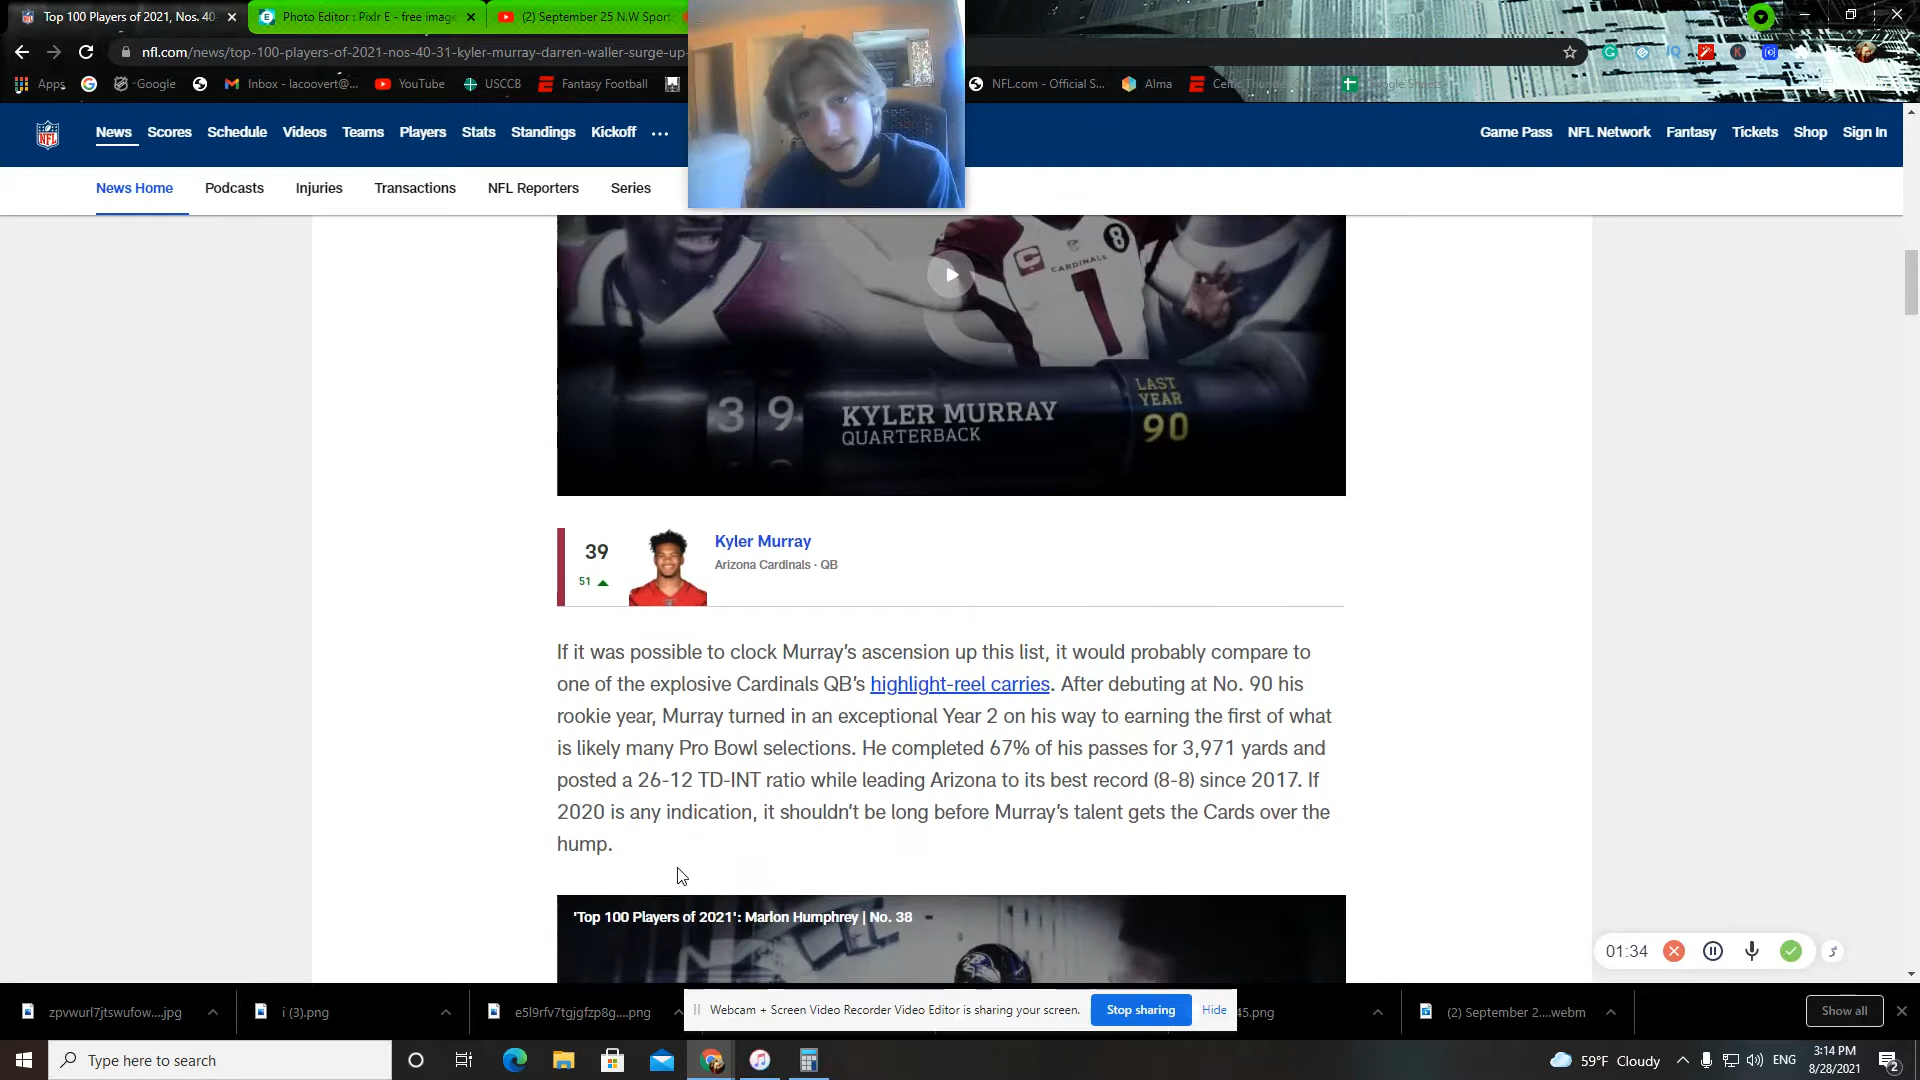 Top 100 Players of 2021, Nos. 40-
Photo Editor : Pixlr E - free image
(2) September 25 N.W Sport
nfl.com/news/top-100-players-of-2021-nos-40-31-kyler-murray-darren-waller-surge-up-
Apps
-Google
Inbox - lacoovert@...
YouTube
USCCB
Fantasy Football
NFL.com - Official S...
Alma
News
Scores
Schedule
Videos
Teams
Players
Stats
Standings
Kickoff
...
Game Pass
NFL Network
Fantasy
Tickets
Shop
Sign In
News Home
Podcasts
Injuries
Transactions
NFL Reporters
Series
8
C
CARDINALS
1
39
KYLER MURRAY
QUARTERBACK
LAST
YEAR
90
39
51
Kyler Murray
Arizona Cardinals · QB
If it was possible to clock Murray's ascension up this list, it would probably compare to
one of the explosive Cardinals QB's highlight-reel carries. After debuting at No. 90 his
rookie year, Murray turned in an exceptional Year 2 on his way to earning the first of what
is likely many Pro Bowl selections. He completed 67% of his passes for 3,971 yards and
posted a 26-12 TD-INT ratio while leading Arizona to its best record (8-8) since 2017. If
2020 is any indication, it shouldn't be long before Murray's talent gets the Cards over the
hump.
'Top 100 Players of 2021': Marlon Humphrey | No. 38
01:34
zpvwurl7jtswufow....jpg
i (3).png
e5l9rfv7tgjgfzp8g....png
Webcam + Screen Video Recorder Video Editor is sharing your screen.
Stop sharing
Hide
45.png
(2) September 2....webm
Show all
Type here to search
59°F Cloudy
ENG
3:14 PM
8/28/2021
2